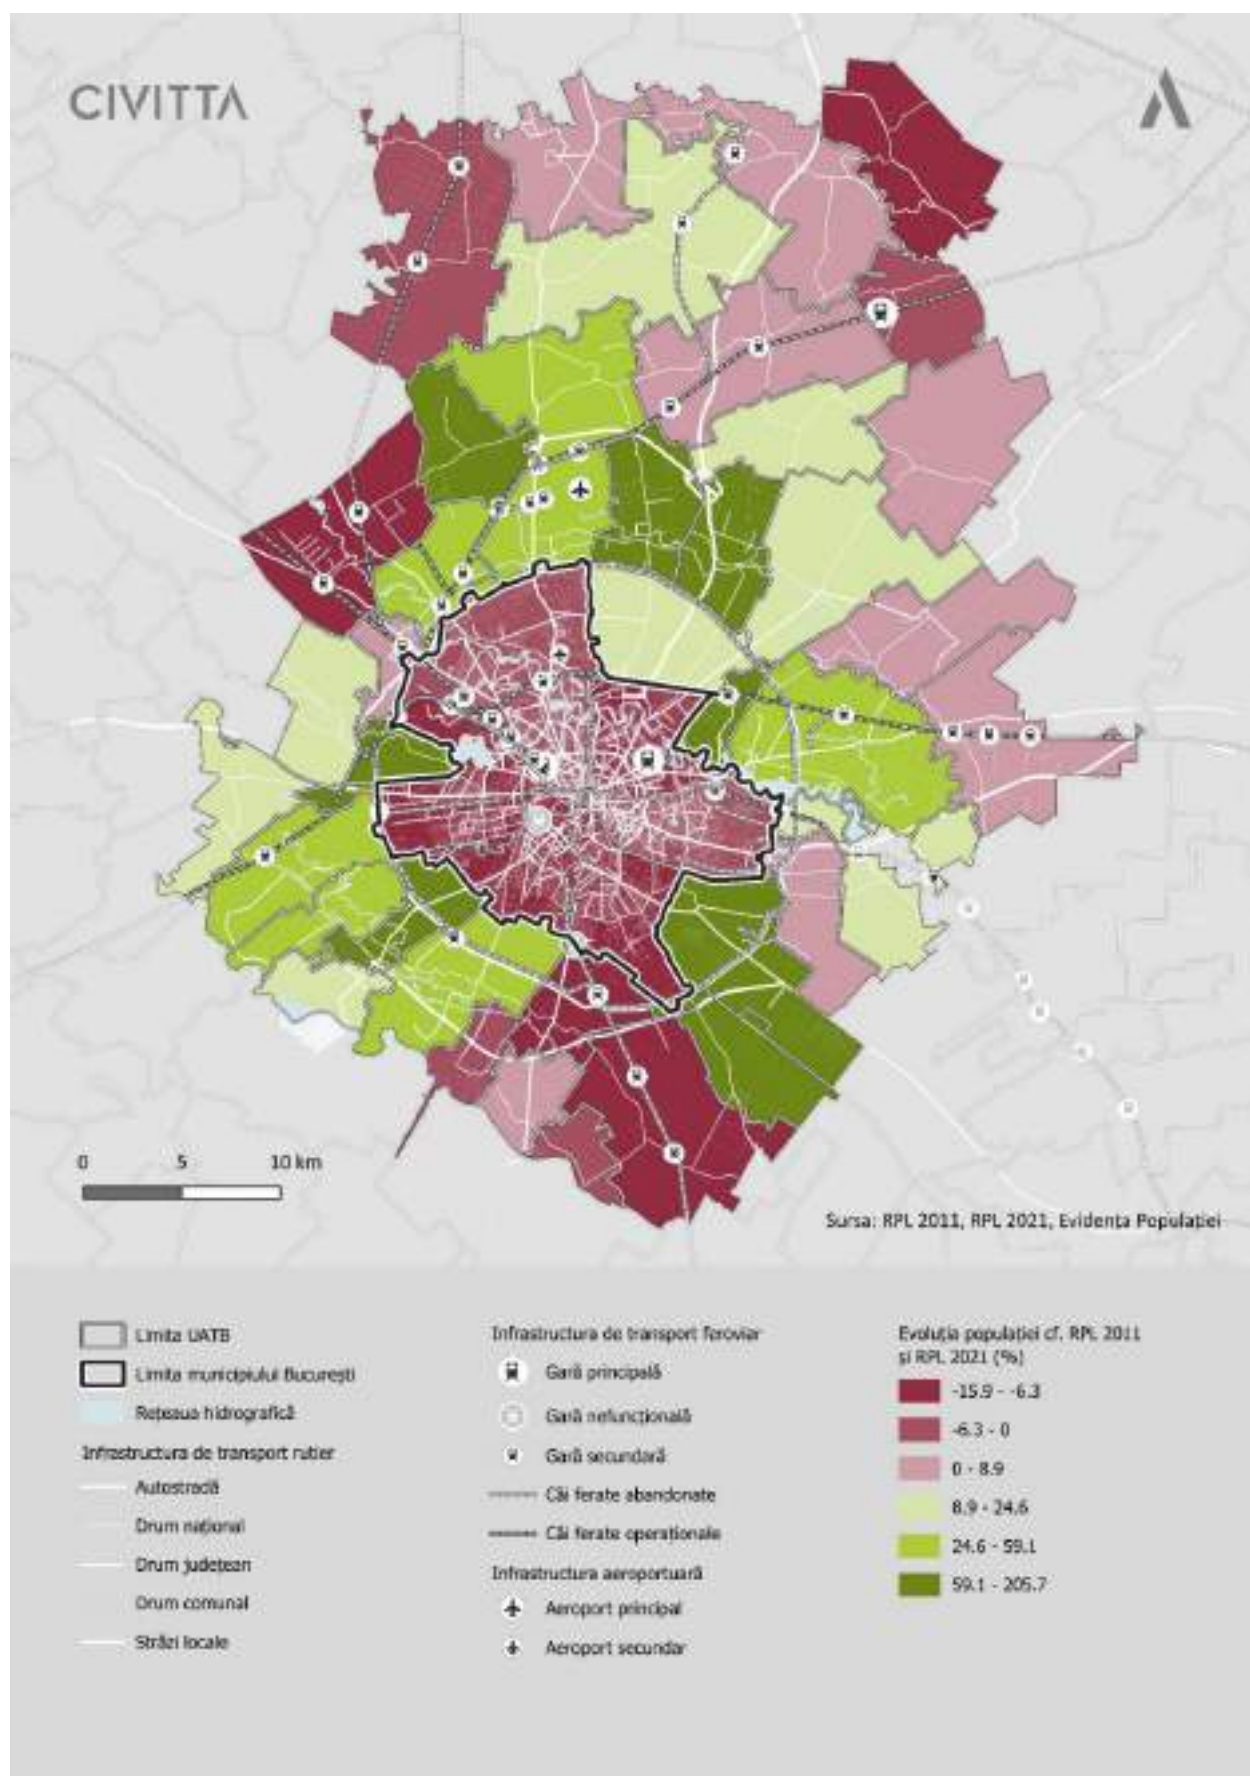 CIVITTA
0 5 10 km
Sursa: RPL 2011, RPL 2021, Evidența Populației
Limita UATB
Limita municipiului București
Rețeaua hidrografică
Infrastructura de transport rutier
Autostradă
Drum național
Drum județean
Drum comunal
Străzi locale
Infrastructura de transport feroviar
Gară principală
Gară nefuncțională
Gară secundară
Căi ferate abandonate
Căi ferate operaționale
Infrastructura aeroportuară
Aeroport principal
Aeroport secundar
Evoluția populației cf. RPL 2011
și RPL 2021 (%)
-15.9 - -6.3
-6.3 - 0
0 - 8.9
8.9 - 24.6
24.6 - 59.1
59.1 - 205.7